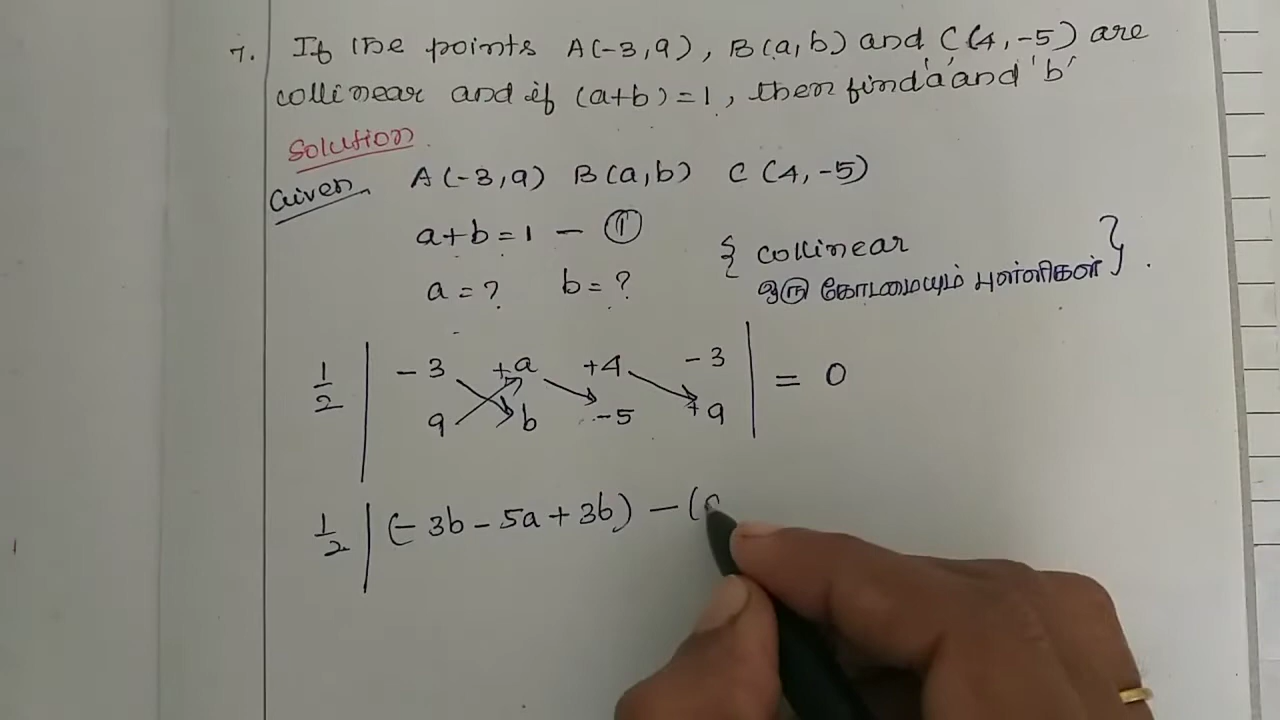 7. If the points A(-3,9), B(a,b) and C(4,-5) are
collinear and if (a+b)=1, then find 'a' and 'b'
Solution
Given A(-3,9) B(a,b) C(4,-5)
a+b=1 - ①
{ collinear
a=? b=?
ஒரு கோடமையும் புள்ளிகள் }.
1/2 | -3 +a +4 -3 | = 0
9 b -5 +9
1/2 | (-3b-5a+3b) - (9